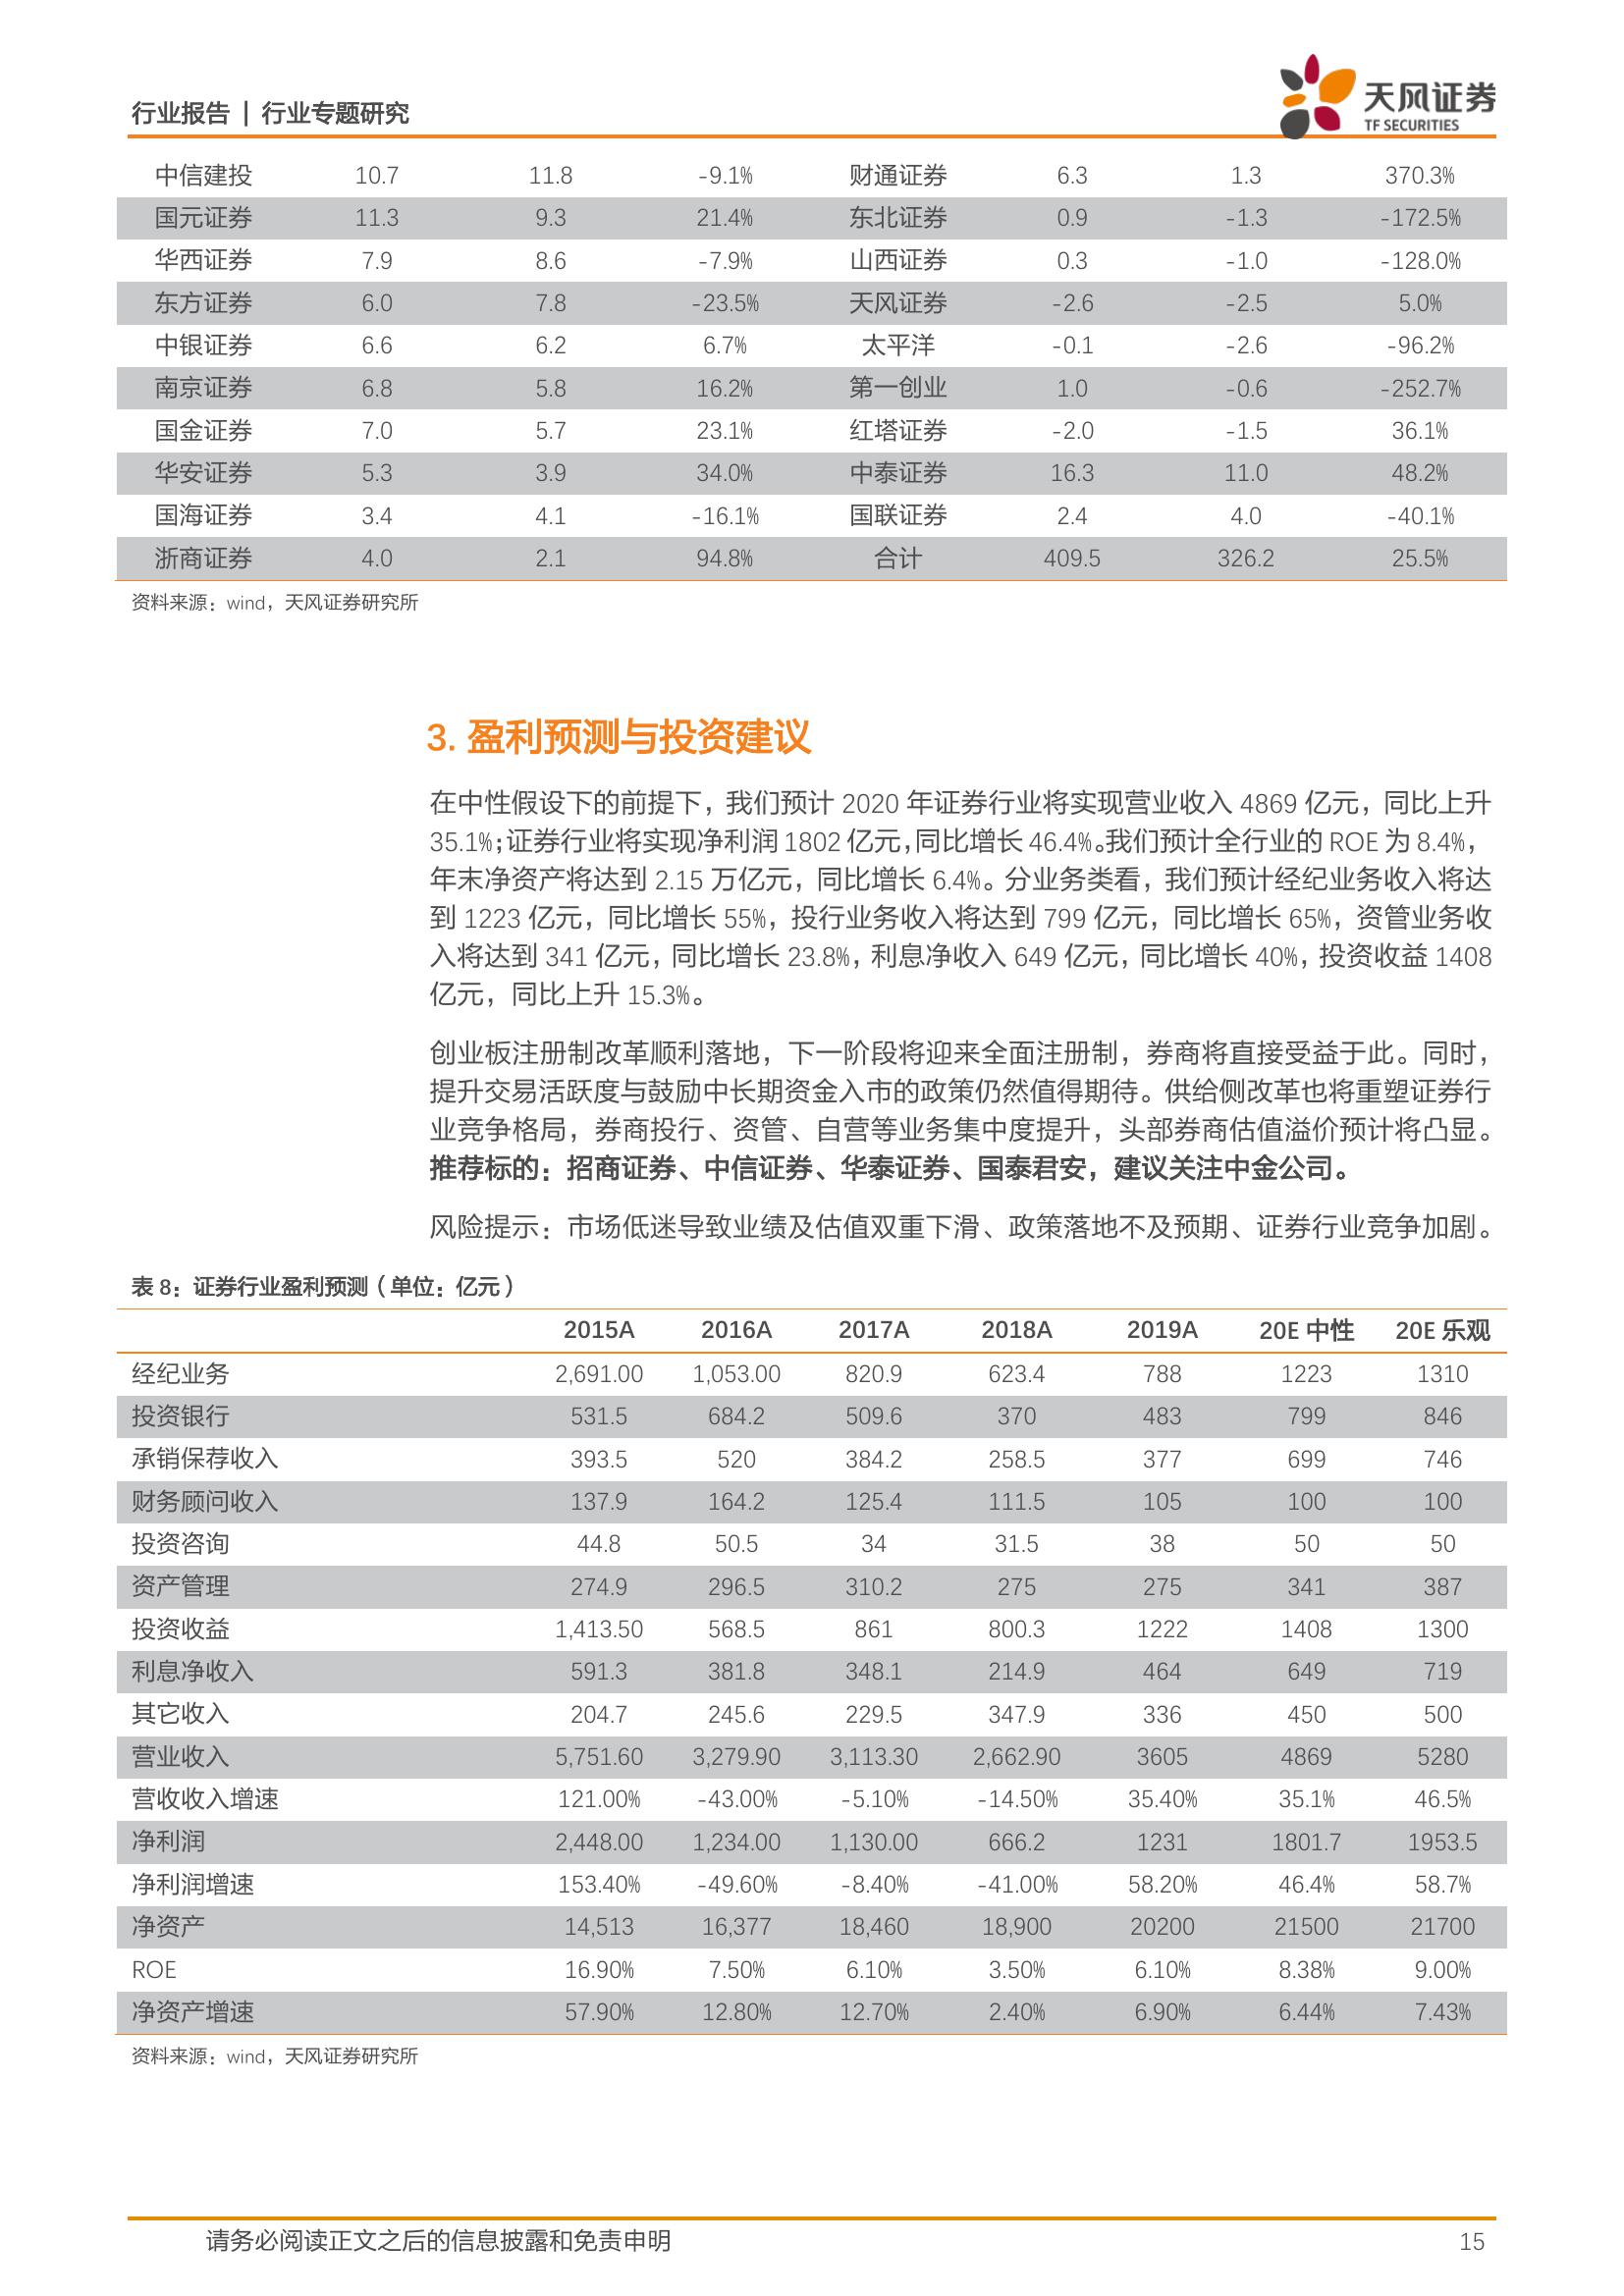 行业报告 | 行业专题研究
天风证券
TF SECURITIES
中信建投 10.7 11.8 -9.1% 财通证券 6.3 1.3 370.3%
国元证券 11.3 9.3 21.4% 东北证券 0.9 -1.3 -172.5%
华西证券 7.9 8.6 -7.9% 山西证券 0.3 -1.0 -128.0%
东方证券 6.0 7.8 -23.5% 天风证券 -2.6 -2.5 5.0%
中银证券 6.6 6.2 6.7% 太平洋 -0.1 -2.6 -96.2%
南京证券 6.8 5.8 16.2% 第一创业 1.0 -0.6 -252.7%
国金证券 7.0 5.7 23.1% 红塔证券 -2.0 -1.5 36.1%
华安证券 5.3 3.9 34.0% 中泰证券 16.3 11.0 48.2%
国海证券 3.4 4.1 -16.1% 国联证券 2.4 4.0 -40.1%
浙商证券 4.0 2.1 94.8% 合计 409.5 326.2 25.5%
资料来源：wind，天风证券研究所
3. 盈利预测与投资建议
在中性假设下的前提下，我们预计 2020 年证券行业将实现营业收入 4869 亿元，同比上升
35.1%；证券行业将实现净利润 1802 亿元，同比增长 46.4%。我们预计全行业的 ROE 为 8.4%，
年末净资产将达到 2.15 万亿元，同比增长 6.4%。分业务类看，我们预计经纪业务收入将达
到 1223 亿元，同比增长 55%，投行业务收入将达到 799 亿元，同比增长 65%，资管业务收
入将达到 341 亿元，同比增长 23.8%，利息净收入 649 亿元，同比增长 40%，投资收益 1408
亿元，同比上升 15.3%。
创业板注册制改革顺利落地，下一阶段将迎来全面注册制，券商将直接受益于此。同时，
提升交易活跃度与鼓励中长期资金入市的政策仍然值得期待。供给侧改革也将重塑证券行
业竞争格局，券商投行、资管、自营等业务集中度提升，头部券商估值溢价预计将凸显。
推荐标的：招商证券、中信证券、华泰证券、国泰君安，建议关注中金公司。
风险提示：市场低迷导致业绩及估值双重下滑、政策落地不及预期、证券行业竞争加剧。
表 8：证券行业盈利预测（单位：亿元）
2015A 2016A 2017A 2018A 2019A 20E 中性 20E 乐观
经纪业务 2,691.00 1,053.00 820.9 623.4 788 1223 1310
投资银行 531.5 684.2 509.6 370 483 799 846
承销保荐收入 393.5 520 384.2 258.5 377 699 746
财务顾问收入 137.9 164.2 125.4 111.5 105 100 100
投资咨询 44.8 50.5 34 31.5 38 50 50
资产管理 274.9 296.5 310.2 275 275 341 387
投资收益 1,413.50 568.5 861 800.3 1222 1408 1300
利息净收入 591.3 381.8 348.1 214.9 464 649 719
其它收入 204.7 245.6 229.5 347.9 336 450 500
营业收入 5,751.60 3,279.90 3,113.30 2,662.90 3605 4869 5280
营收收入增速 121.00% -43.00% -5.10% -14.50% 35.40% 35.1% 46.5%
净利润 2,448.00 1,234.00 1,130.00 666.2 1231 1801.7 1953.5
净利润增速 153.40% -49.60% -8.40% -41.00% 58.20% 46.4% 58.7%
净资产 14,513 16,377 18,460 18,900 20200 21500 21700
ROE 16.90% 7.50% 6.10% 3.50% 6.10% 8.38% 9.00%
净资产增速 57.90% 12.80% 12.70% 2.40% 6.90% 6.44% 7.43%
资料来源：wind，天风证券研究所
请务必阅读正文之后的信息披露和免责申明 15